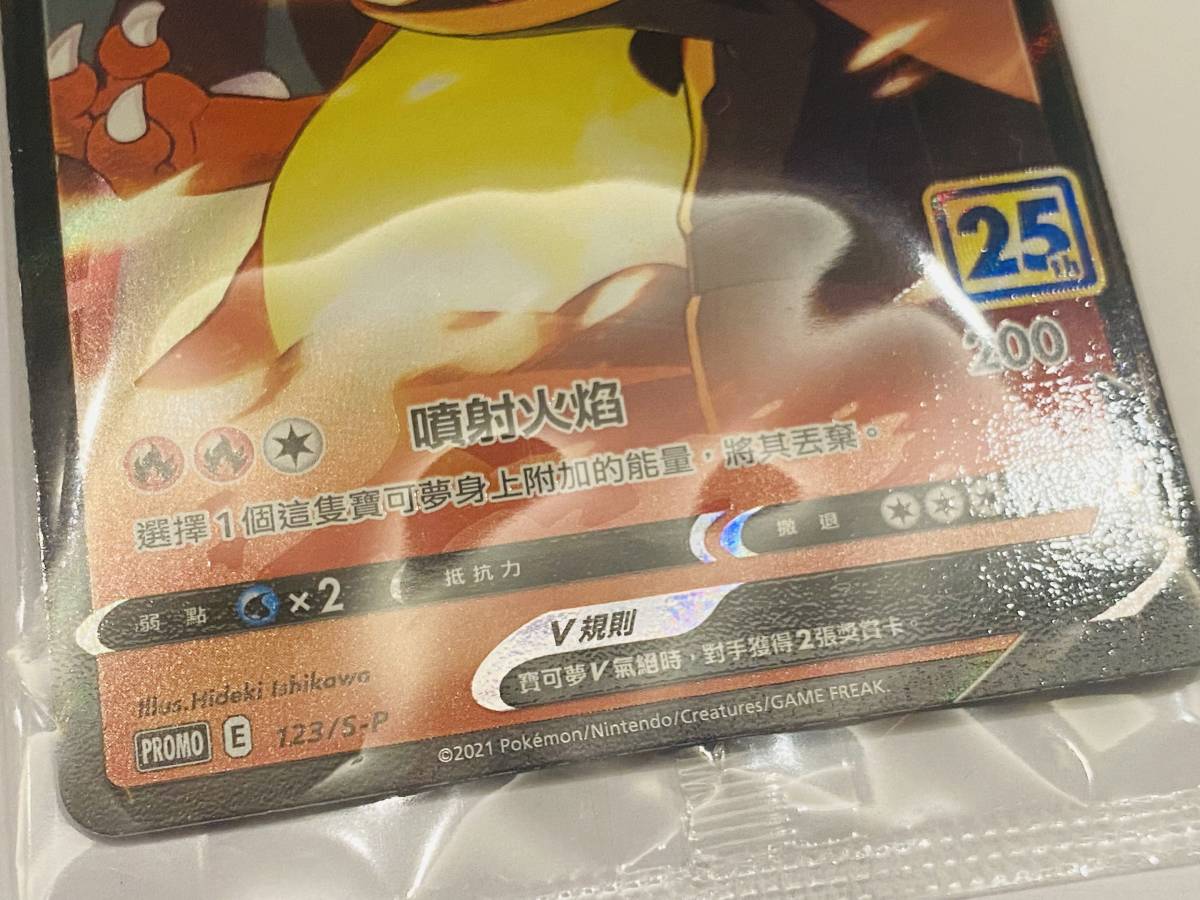 25th
200
噴射火焰
選擇1個這隻寶可夢身上附加的能量,將其丟棄。
弱點 ×2 抵抗力 撤退
V規則
寶可夢V氣絕時,對手獲得2張獎賞卡。
Illus.Hideki Ishikawa
PROMO E 123/S-P
©2021 Pokémon/Nintendo/Creatures/GAME FREAK.